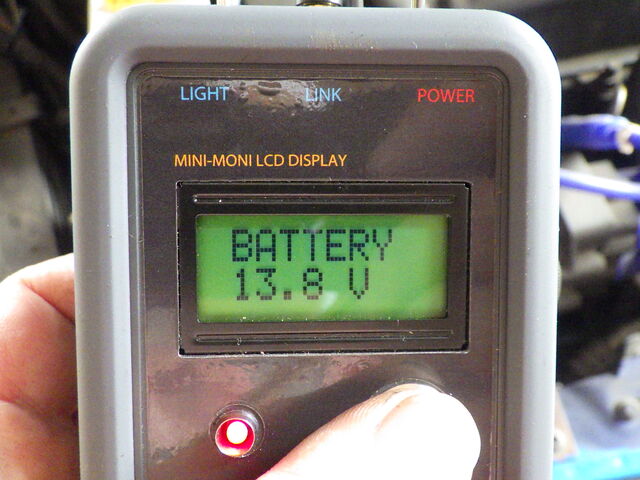 LIGHT LINK POWER
MINI-MONI LCD DISPLAY
BATTERY
13.8 V